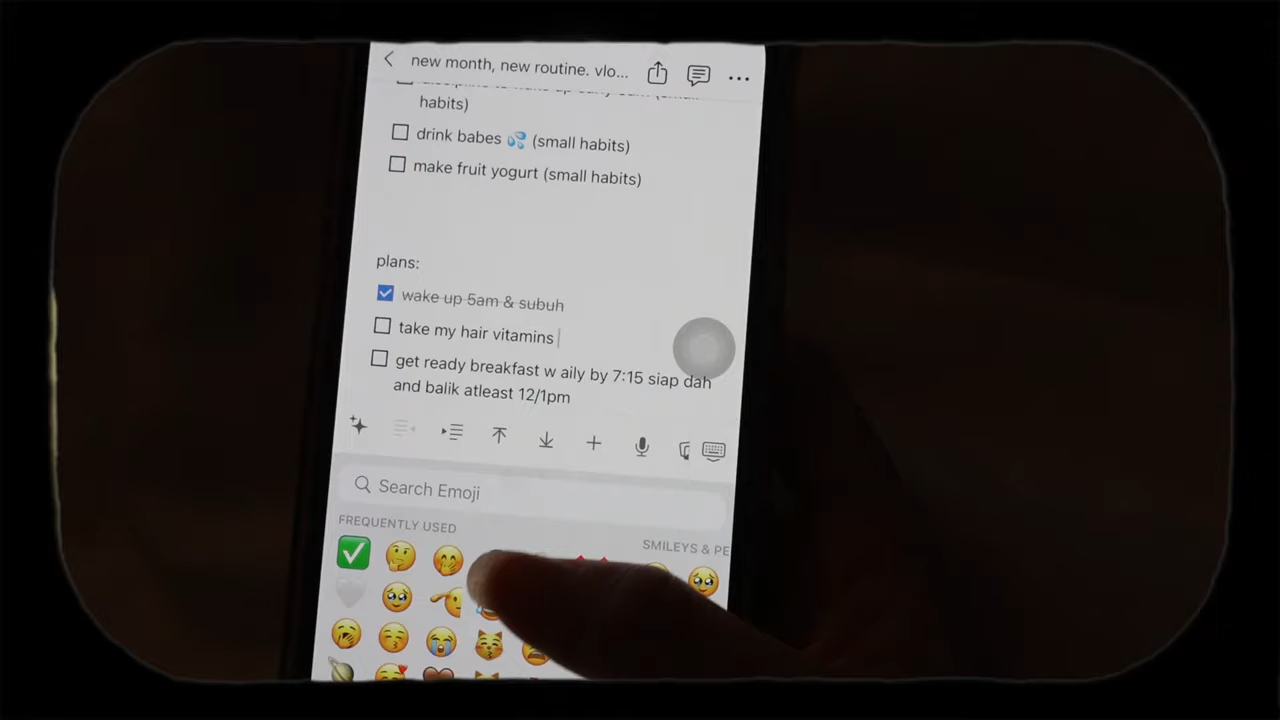 new month, new routine. vlo...
habits)
drink babes 💦 (small habits)
make fruit yogurt (small habits)
plans:
wake up 5am & subuh
take my hair vitamins
get ready breakfast w aily by 7:15 siap dah
and balik atleast 12/1pm
Search Emoji
FREQUENTLY USED
SMILEYS & PE